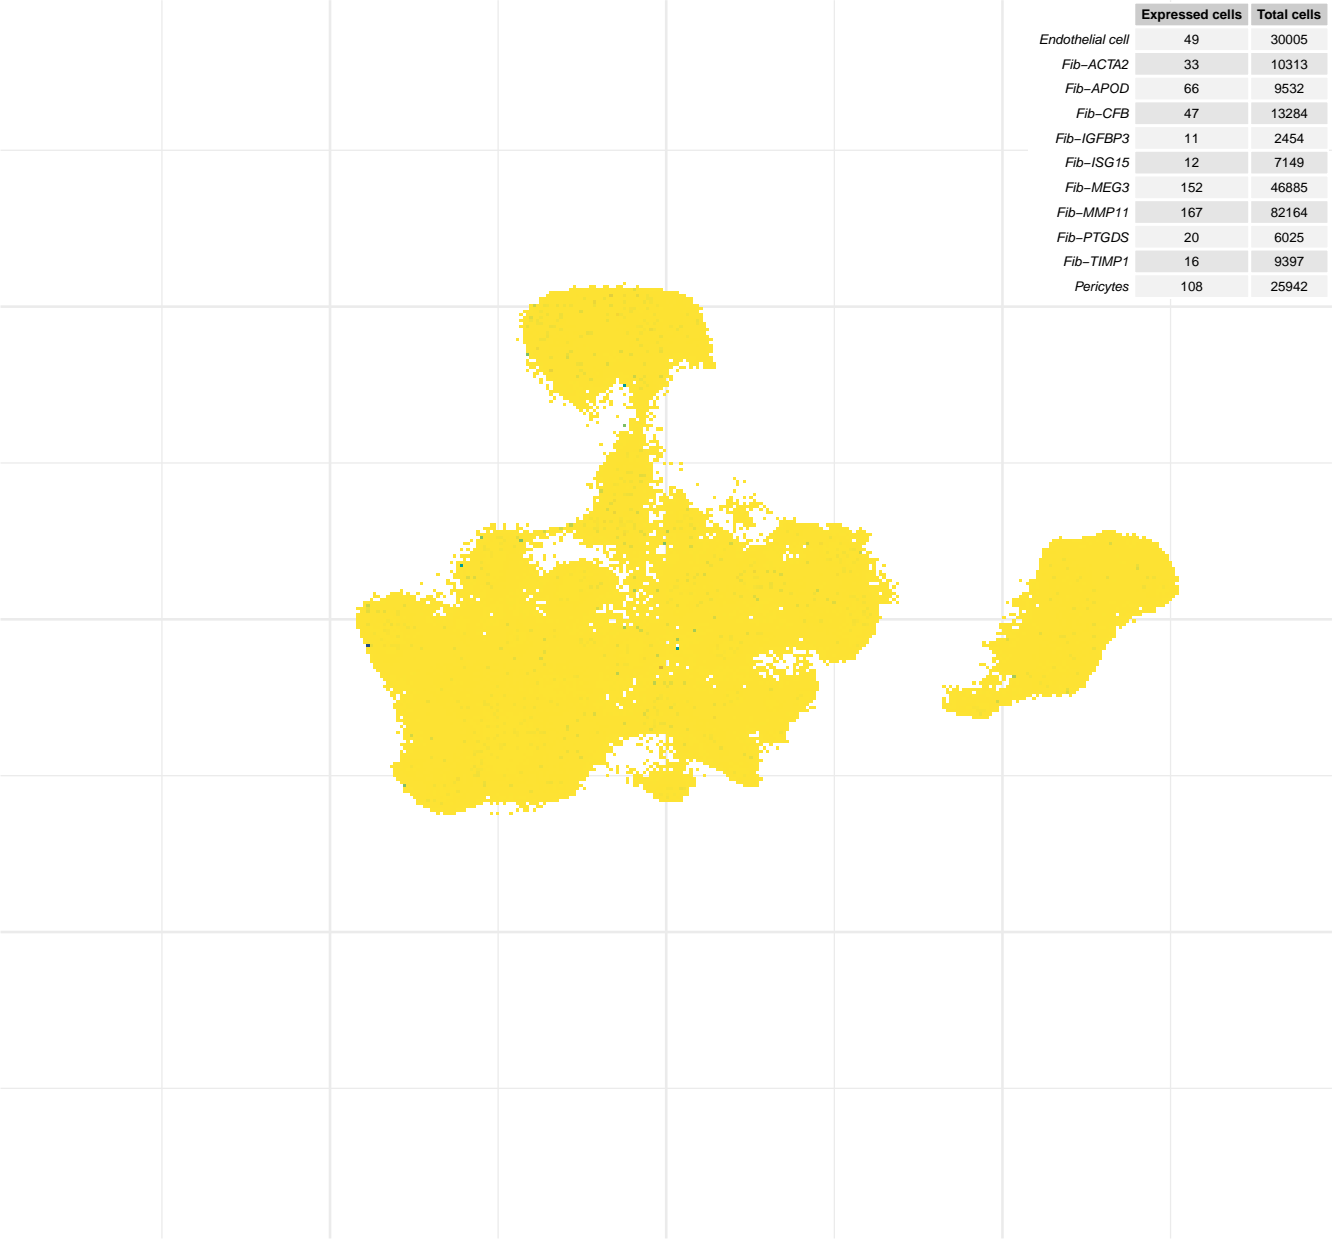 Expressed cells Total cells
Endothelial cell 49 30005
Fib−ACTA2 33 10313
Fib−APOD 66 9532
Fib−CFB 47 13284
Fib−IGFBP3 11 2454
Fib−ISG15 12 7149
Fib−MEG3 152 46885
Fib−MMP11 167 82164
Fib−PTGDS 20 6025
Fib−TIMP1 16 9397
Pericytes 108 25942